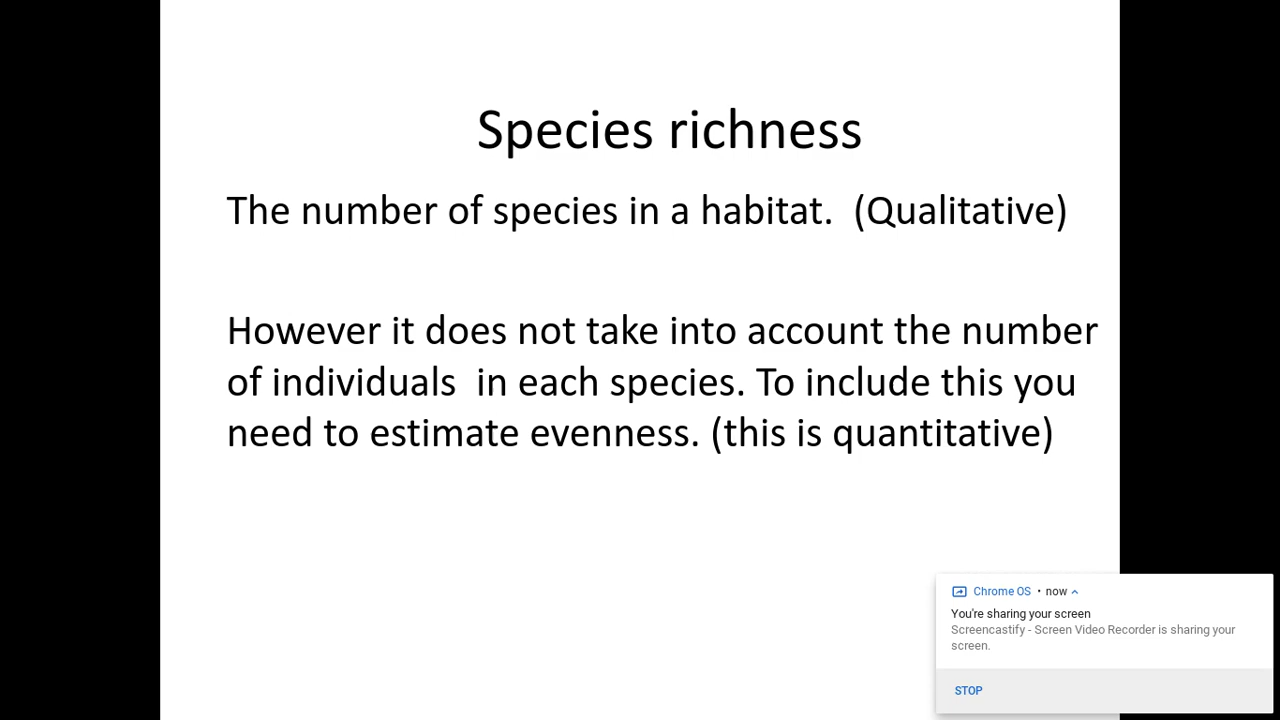 Species richness
The number of species in a habitat.  (Qualitative)
However it does not take into account the number
of individuals  in each species. To include this you
need to estimate evenness. (this is quantitative)
Chrome OS • now
You're sharing your screen
Screencastify - Screen Video Recorder is sharing your
screen.
STOP